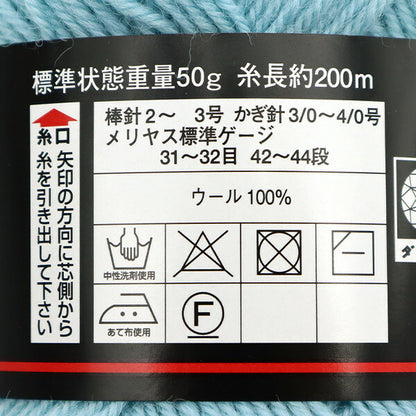 標準状態重量50g 糸長約200m
棒針2〜 3号 かぎ針3/0〜4/0号
メリヤス標準ゲージ
31〜32目 42〜44段
ウール 100%
中性洗剤使用
あて布使用
F
糸口
矢印の方向に芯側から
糸を引き出して下さい
ダ